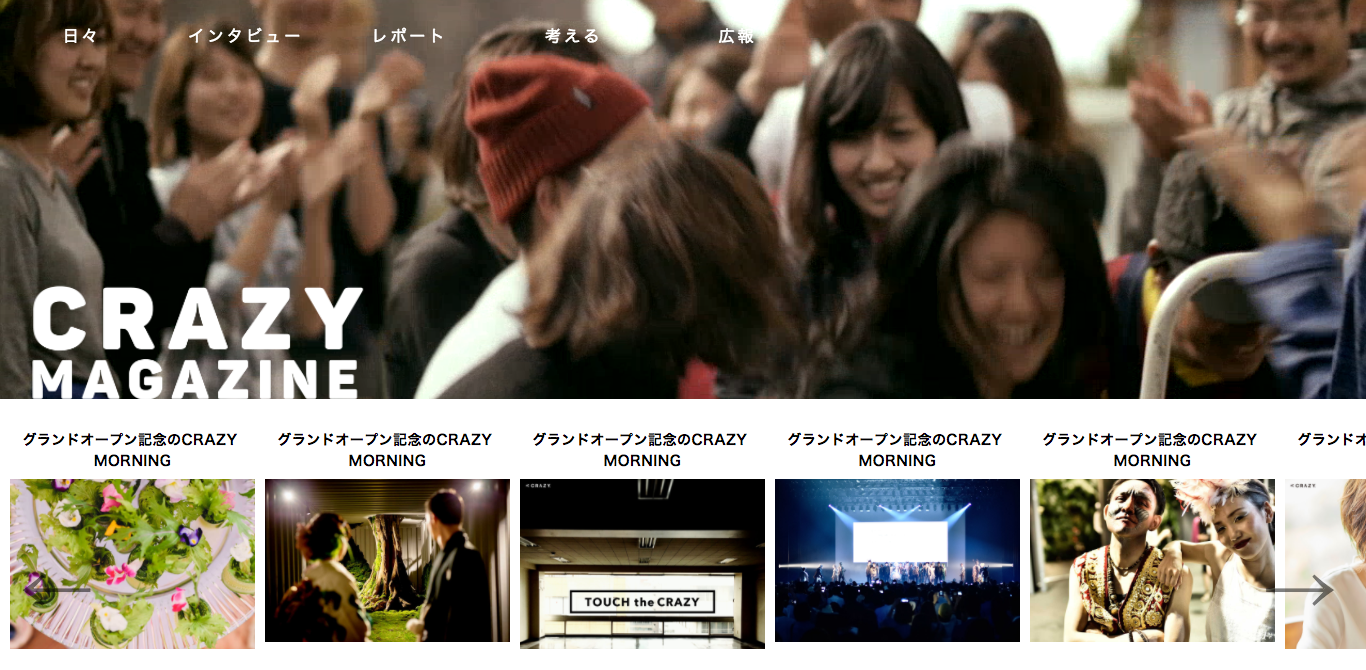 日々 インタビュー レポート 考える 広報
CRAZY
MAGAZINE
グランドオープン記念のCRAZY
MORNING
グランドオープン記念のCRAZY
MORNING
グランドオープン記念のCRAZY
MORNING
グランドオープン記念のCRAZY
MORNING
グランドオープン記念のCRAZY
MORNING
グランドオ
CRAZY
TOUCH the CRAZY
CRAZY